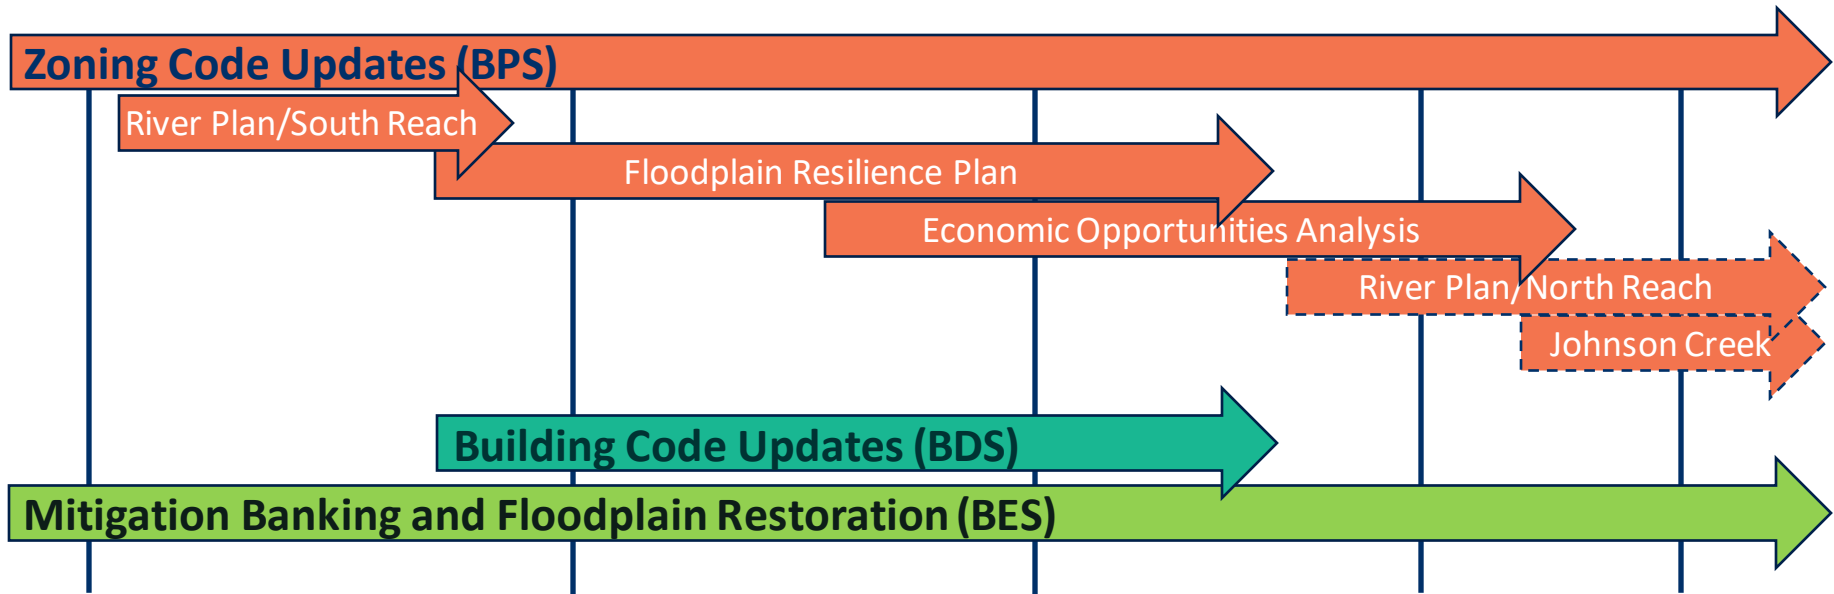 Zoning Code Updates (BPS)
River Plan/South Reach
Floodplain Resilience Plan
Economic Opportunities Analysis
River Plan/North Reach
Johnson Creek
Building Code Updates (BDS)
Mitigation Banking and Floodplain Restoration (BES)